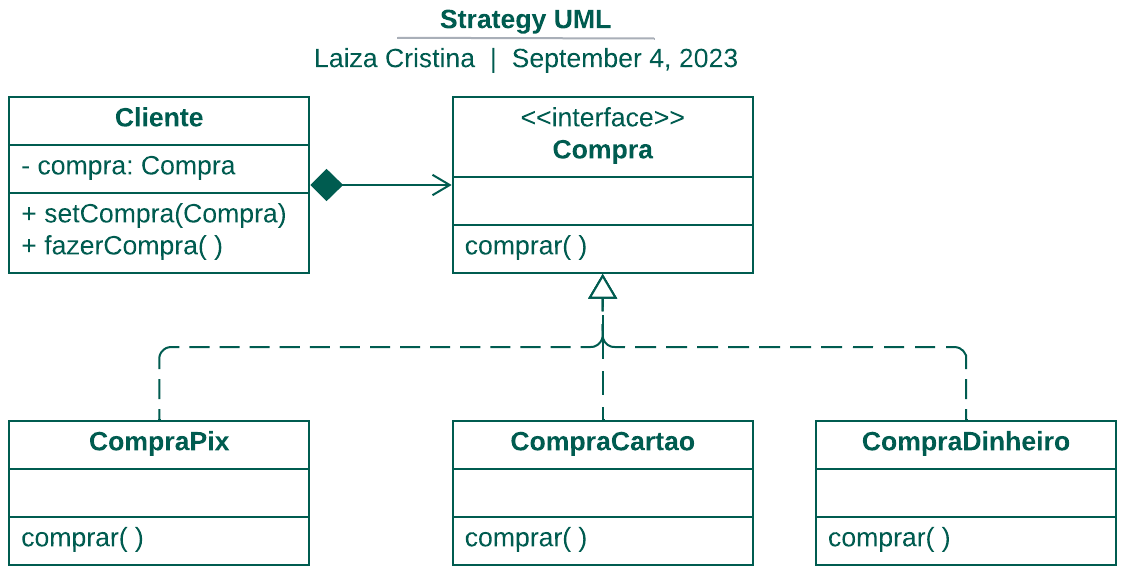 Strategy UML
Laiza Cristina | September 4, 2023
Cliente
- compra: Compra
+ setCompra(Compra)
+ fazerCompra( )
<<interface>>
Compra
comprar( )
CompraPix
comprar( )
CompraCartao
comprar( )
CompraDinheiro
comprar( )